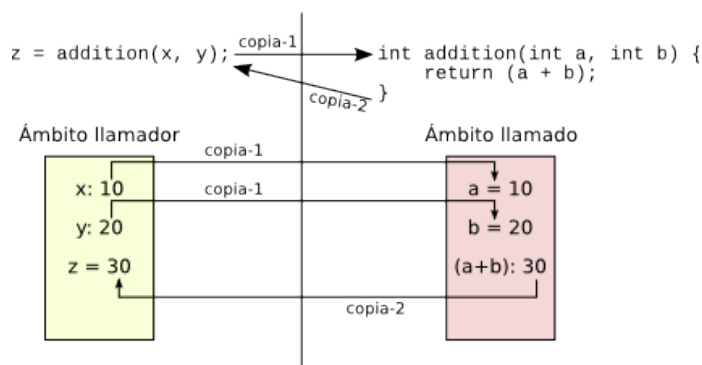 z = addition(x, y);
copia-1
int addition(int a, int b) {
return (a + b);
}
copia-2
Ámbito llamador
Ámbito llamado
copia-1
x: 10
a = 10
copia-1
y: 20
b = 20
z = 30
(a+b): 30
copia-2